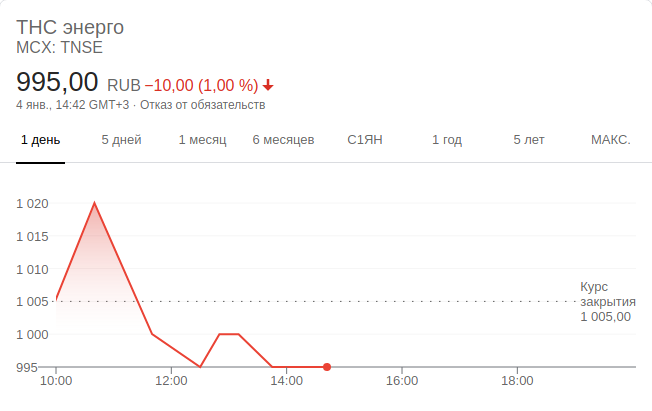 ТНС энерго
MCX: TNSE
995,00 RUB −10,00 (1,00 %)
4 янв., 14:42 GMT+3 · Отказ от обязательств
1 день 5 дней 1 месяц 6 месяцев С1ЯН 1 год 5 лет МАКС.
1 020
1 015
1 010
1 005
1 000
995
Курс
закрытия
1 005,00
10:00 12:00 14:00 16:00 18:00